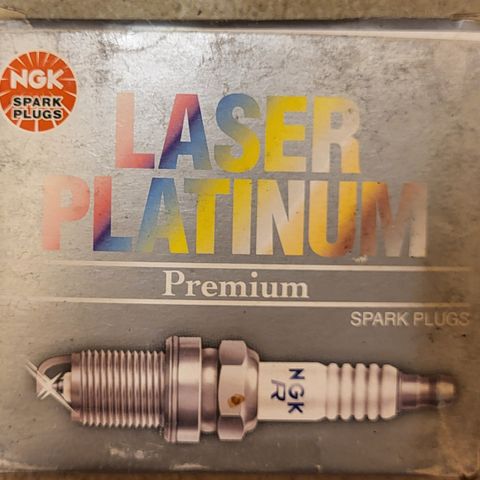 NGK
SPARK
PLUGS
LASER
PLATINUM
Premium
SPARK PLUGS
NGK
R